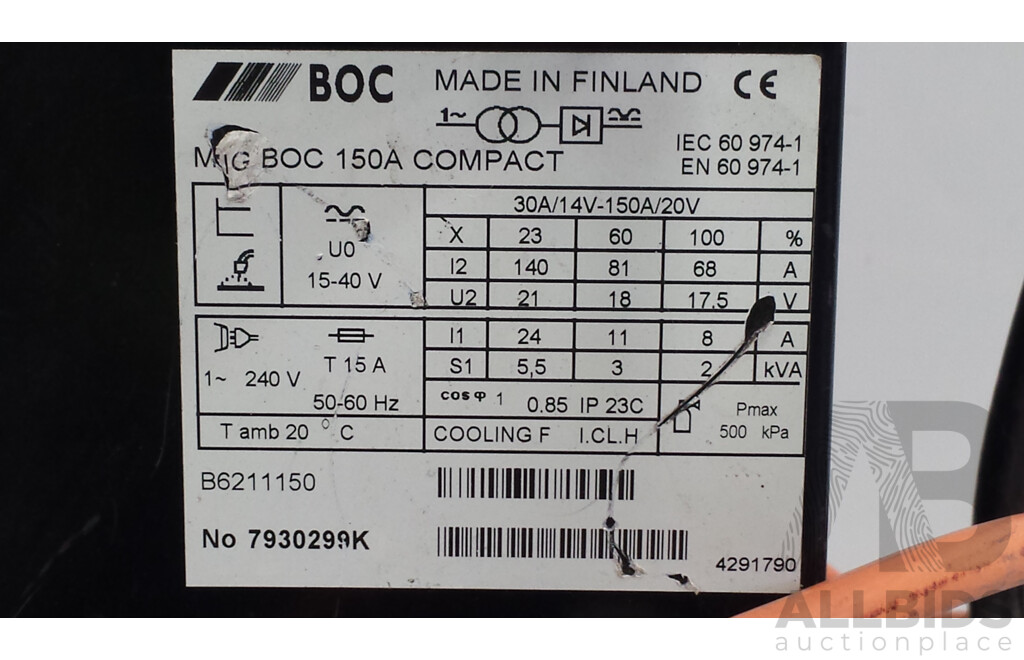 BOC MADE IN FINLAND CE
1~
IEC 60 974-1
MIG BOC 150A COMPACT EN 60 974-1
30A/14V-150A/20V
X 23 60 100 %
U0 I2 140 81 68 A
15-40 V U2 21 18 17.5 V
I1 24 11 8 A
T 15 A S1 5,5 3 2 kVA
1~ 240 V
50-60 Hz cos φ 1 0.85 IP 23C Pmax
T amb 20 ° C COOLING F I.CL.H 500 kPa
B6211150
No 7930299K
4291790
AB
ALLBIDS
auctionplace